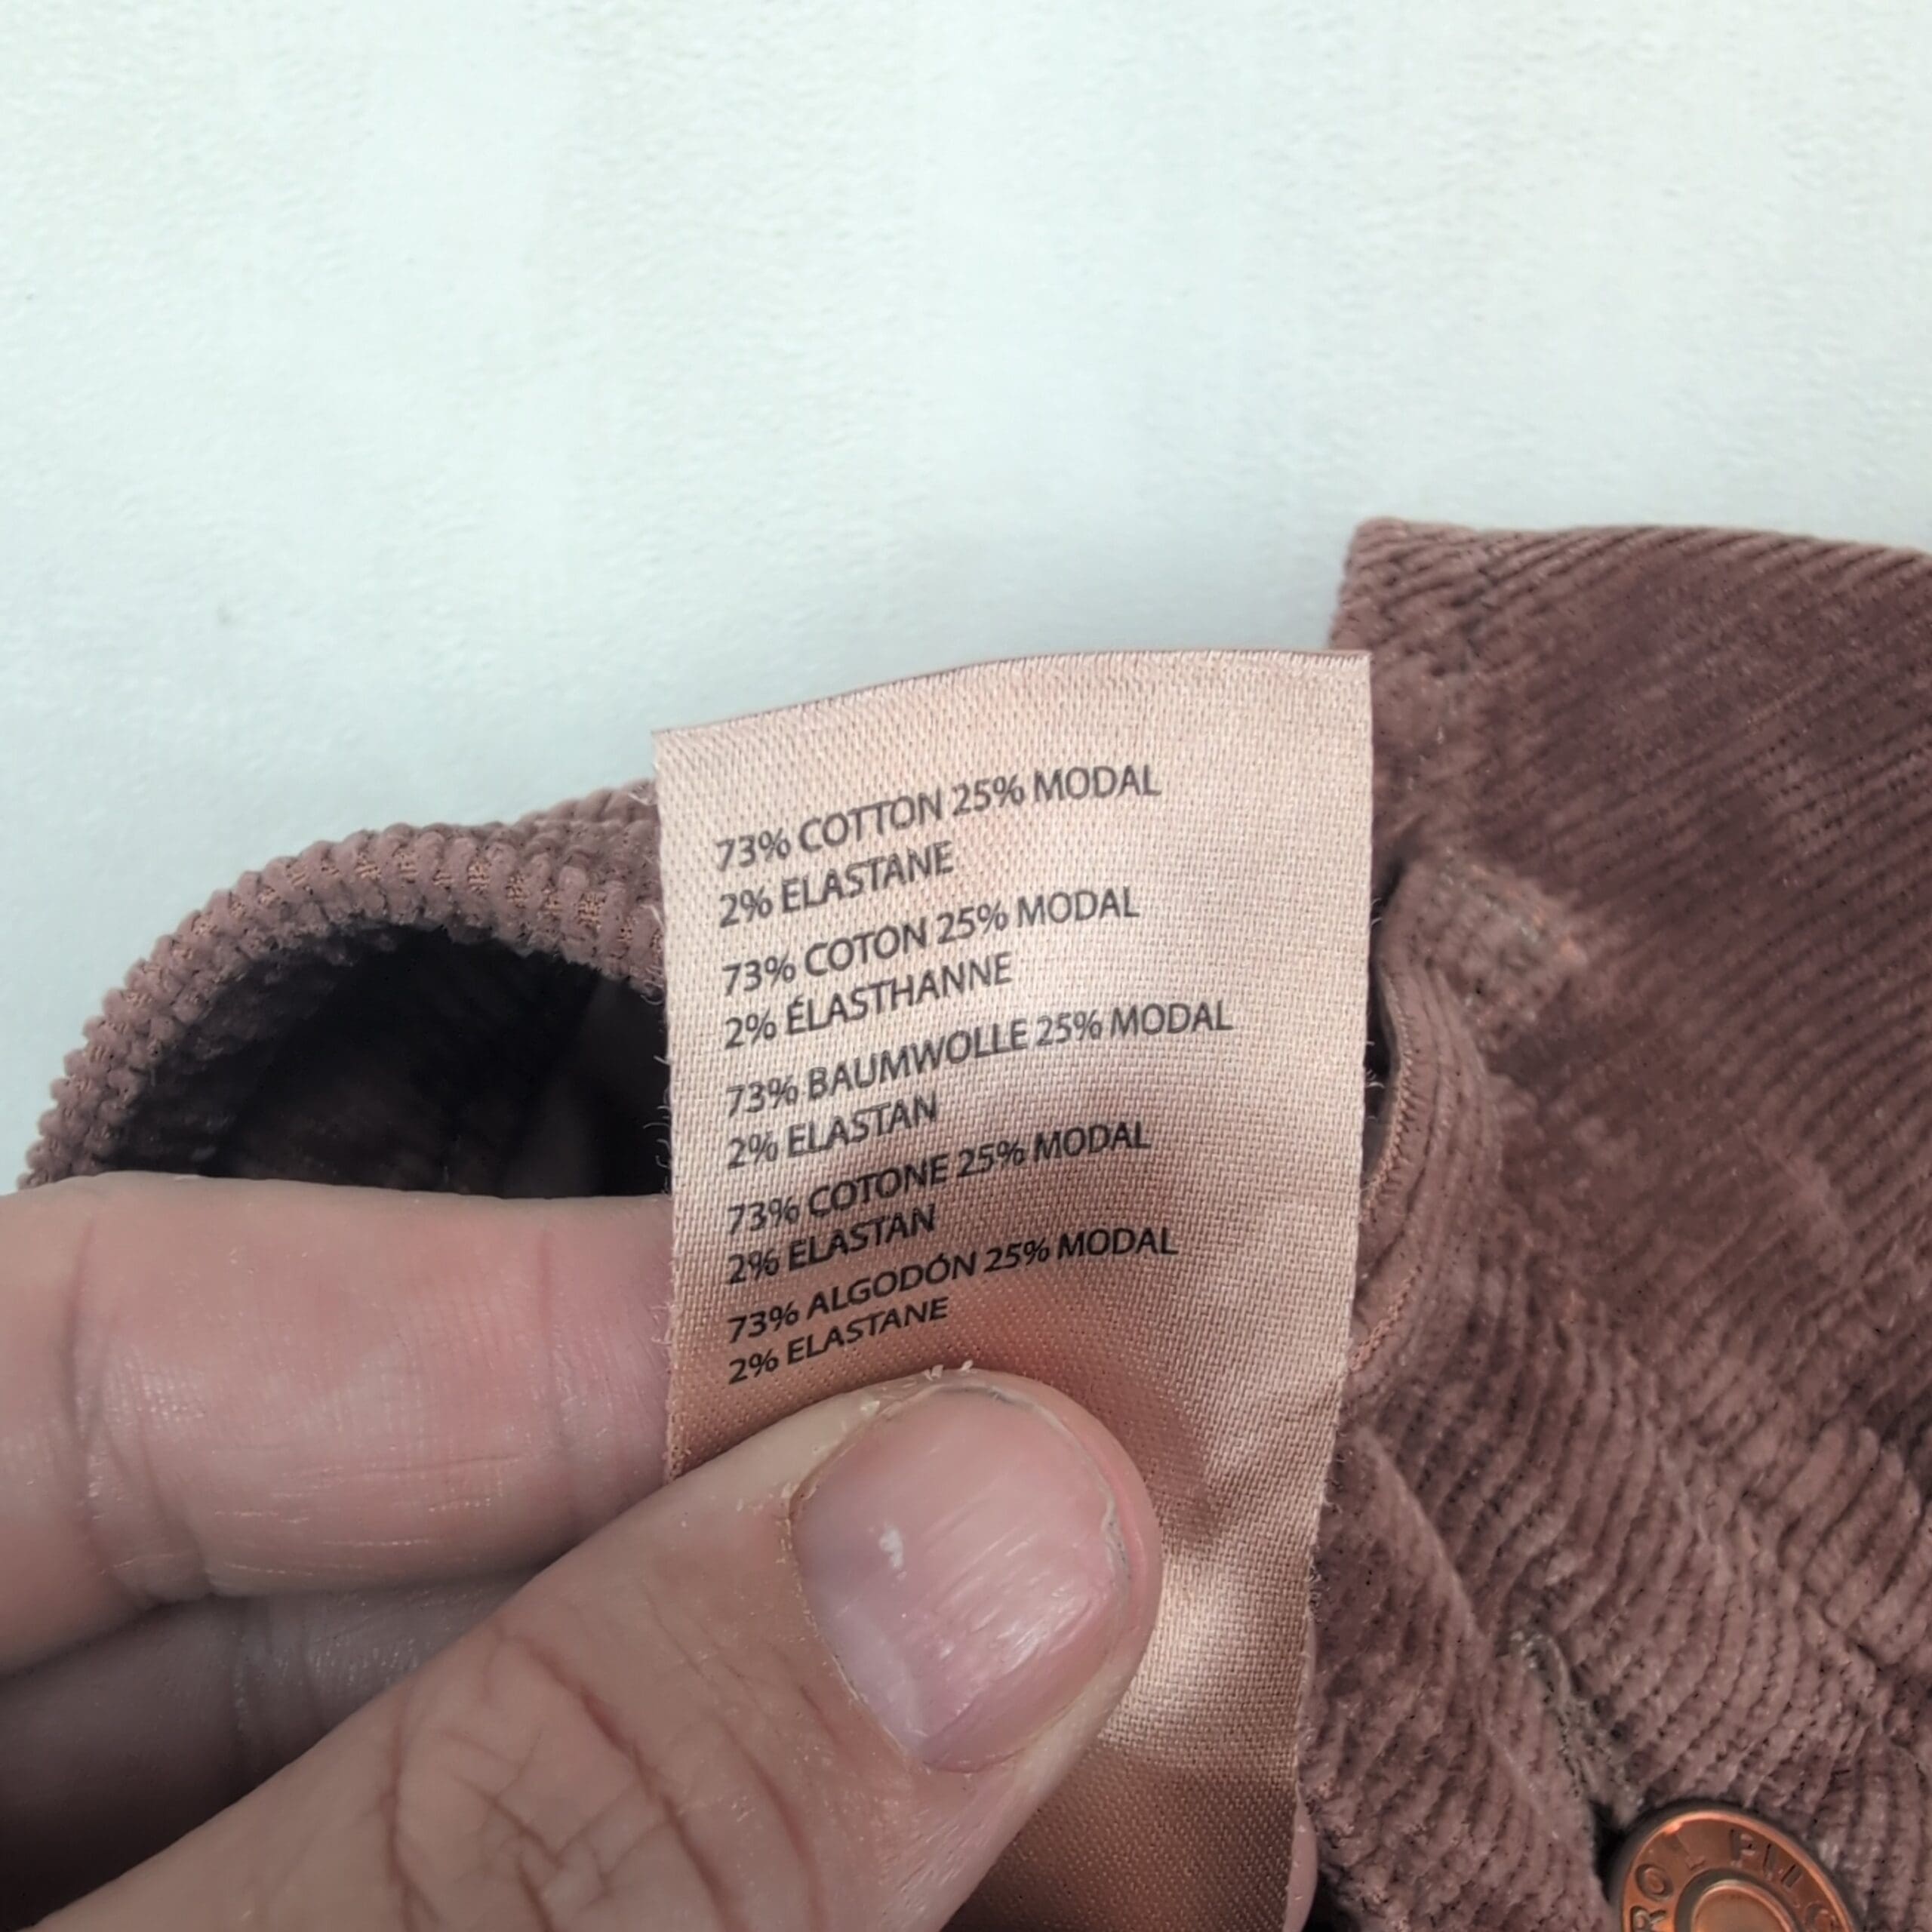 73% COTTON 25% MODAL
2% ELASTANE
73% COTON 25% MODAL
2% ÉLASTHANNE
73% BAUMWOLLE 25% MODAL
2% ELASTAN
73% COTONE 25% MODAL
2% ELASTAN
73% ALGODÓN 25% MODAL
2% ELASTANE